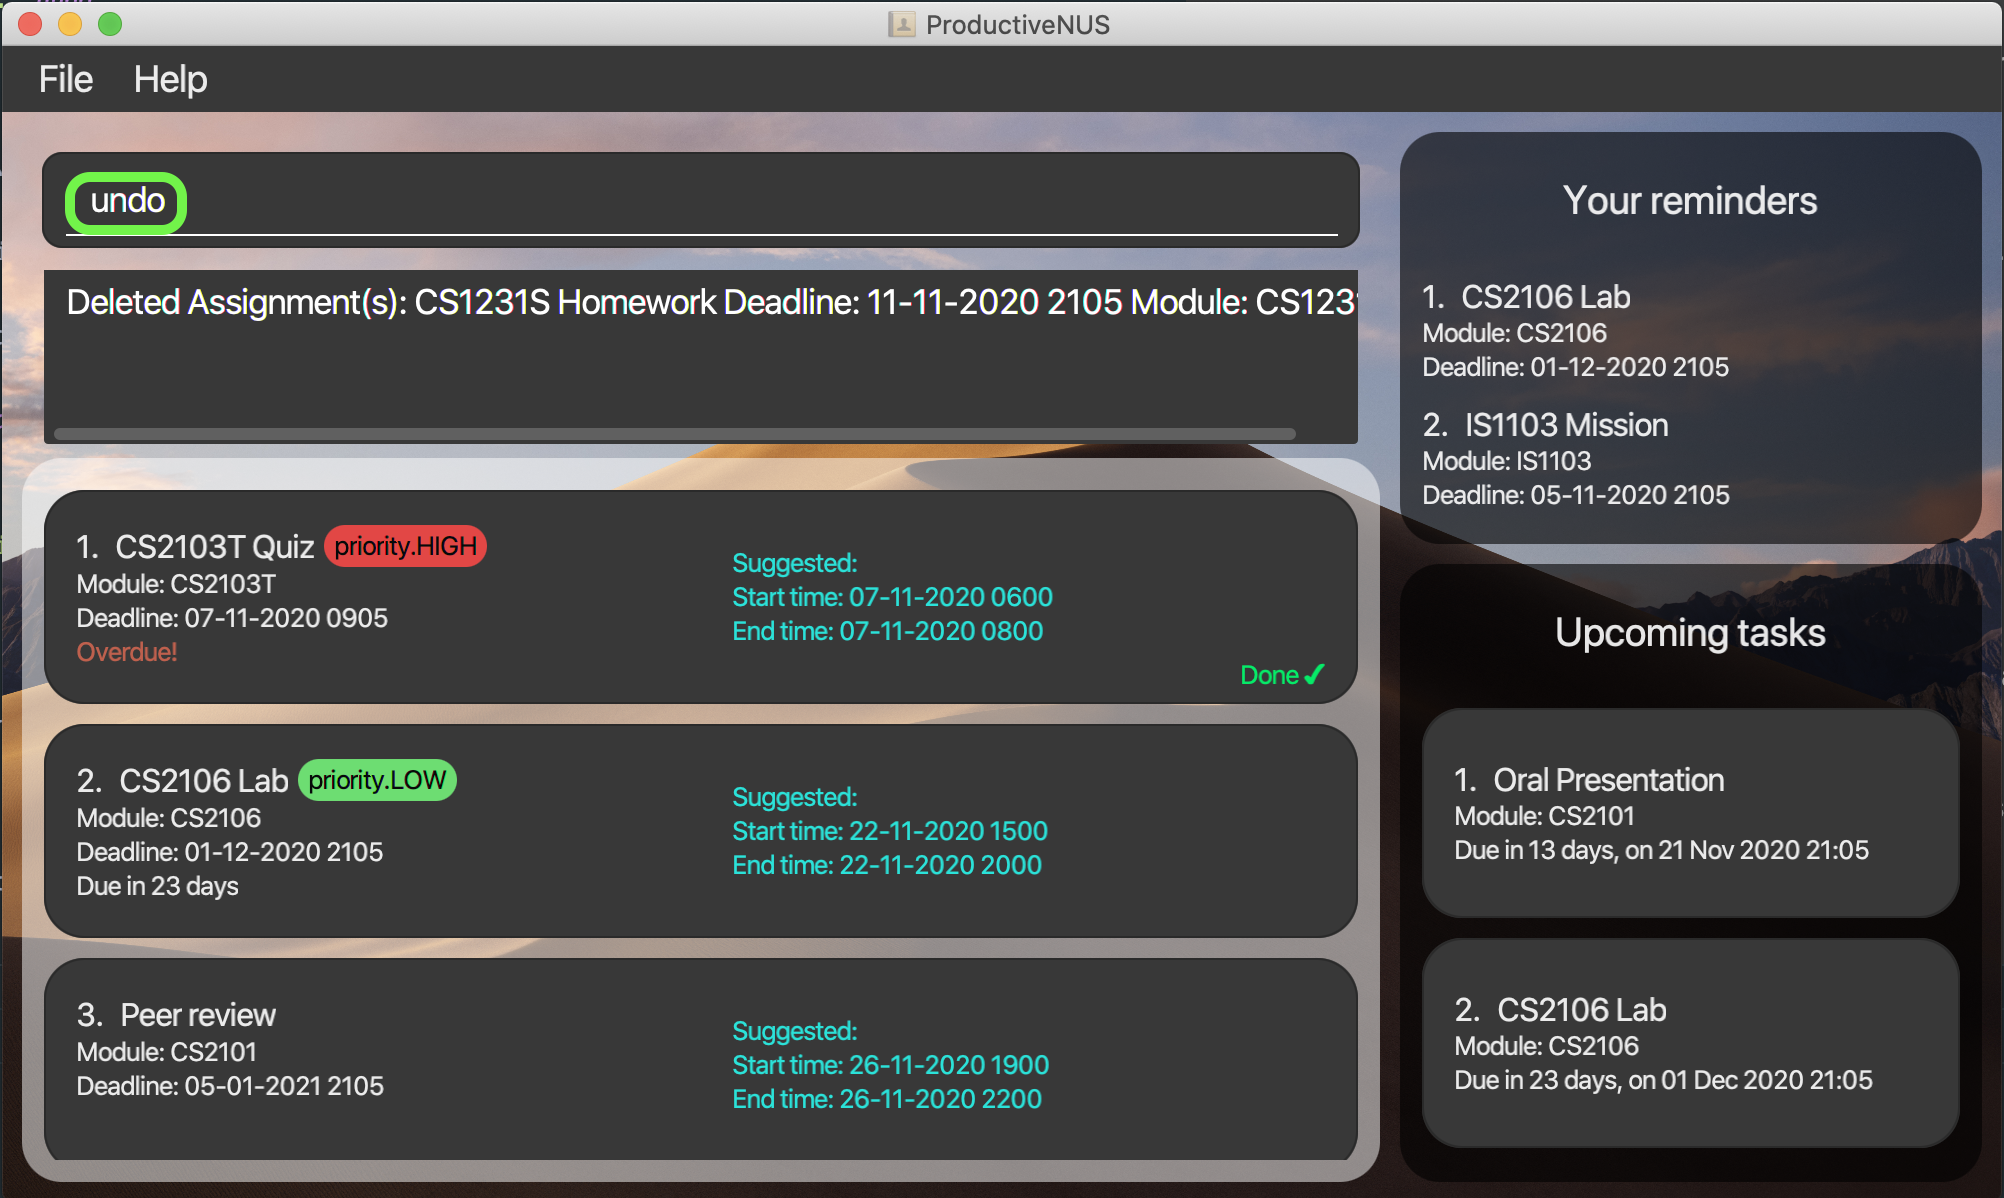 ProductiveNUS
File Help
undo
Deleted Assignment(s): CS1231S Homework Deadline: 11-11-2020 2105 Module: CS123
1. CS2103T Quiz priority.HIGH
Module: CS2103T
Deadline: 07-11-2020 0905
Overdue!
Suggested:
Start time: 07-11-2020 0600
End time: 07-11-2020 0800
Done ✓
2. CS2106 Lab priority.LOW
Module: CS2106
Deadline: 01-12-2020 2105
Due in 23 days
Suggested:
Start time: 22-11-2020 1500
End time: 22-11-2020 2000
3. Peer review
Module: CS2101
Deadline: 05-01-2021 2105
Suggested:
Start time: 26-11-2020 1900
End time: 26-11-2020 2200
Your reminders
1. CS2106 Lab
Module: CS2106
Deadline: 01-12-2020 2105
2. IS1103 Mission
Module: IS1103
Deadline: 05-11-2020 2105
Upcoming tasks
1. Oral Presentation
Module: CS2101
Due in 13 days, on 21 Nov 2020 21:05
2. CS2106 Lab
Module: CS2106
Due in 23 days, on 01 Dec 2020 21:05